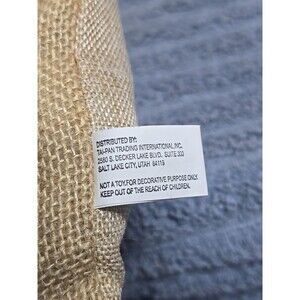 DISTRIBUTED BY:
TAI-PAN TRADING INTERNATIONAL, INC.
2580 S. DECKER LAKE BLVD. SUITE 300
SALT LAKE CITY, UTAH 84119
NOT A TOY. FOR DECORATIVE PURPOSE ONLY.
KEEP OUT OF THE REACH OF CHILDREN.